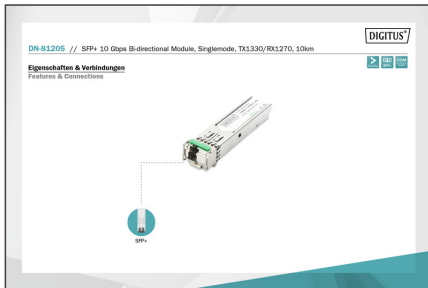 DIGITUS®
DN-81205 // SFP+ 10 Gbps Bi-directional Module, Singlemode, TX1330/RX1270, 10km
Eigenschaften & Verbindungen
Features & Connections
SFP+